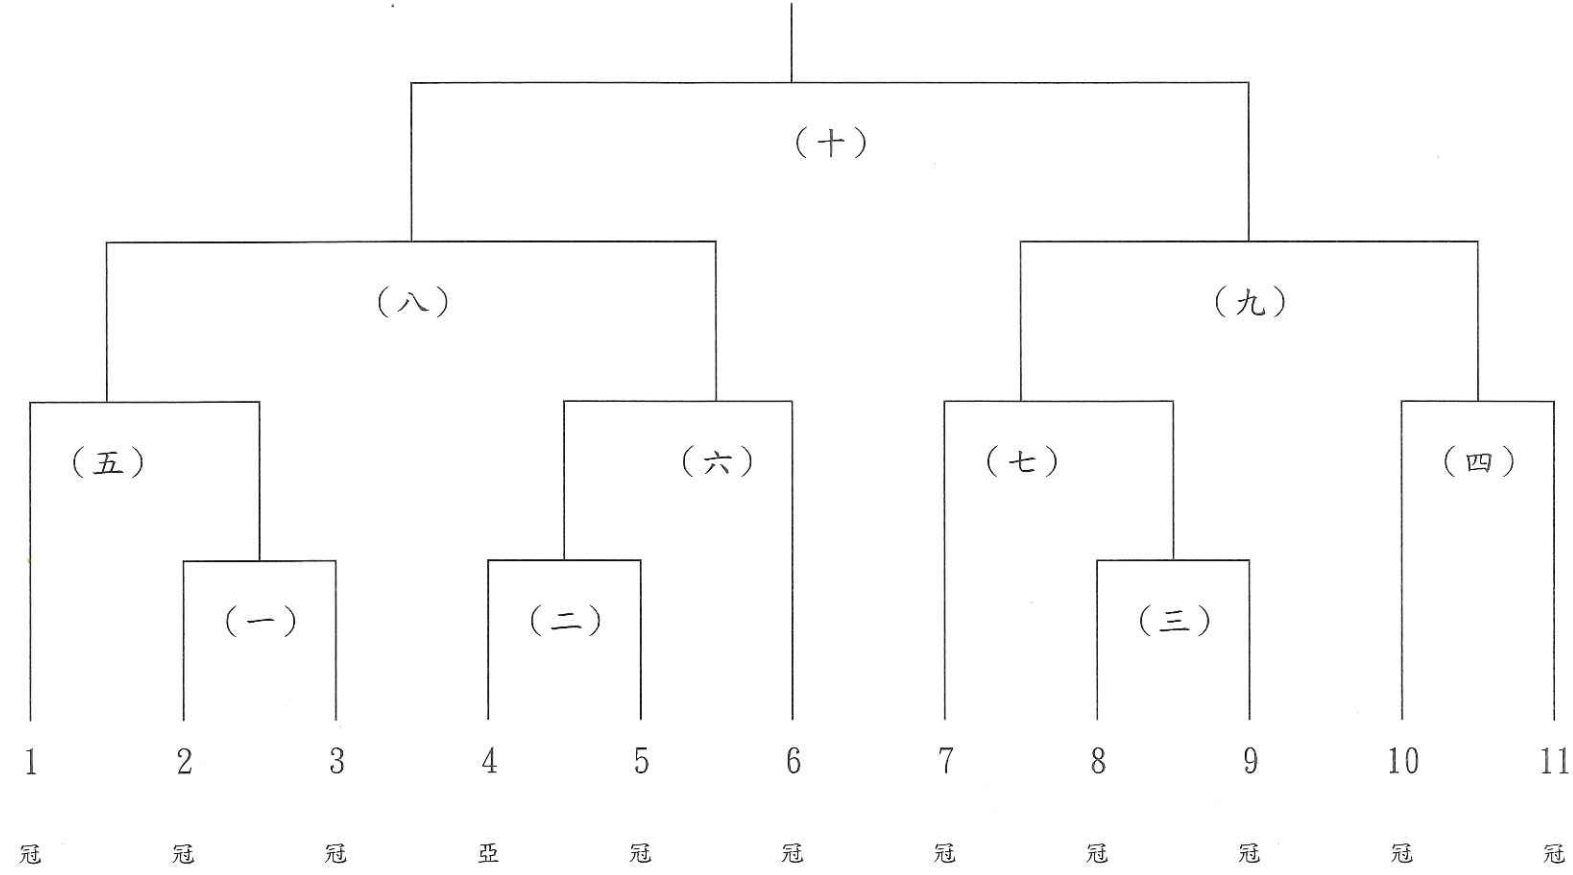 （十）
（八） （九）
（五） （六） （七） （四）
（一） （二） （三）
1 2 3 4 5 6 7 8 9 10 11
冠 冠 冠 亞 冠 冠 冠 冠 冠 冠 冠